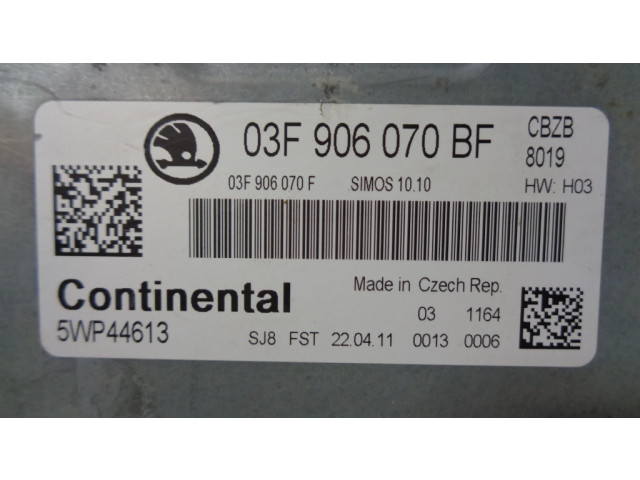 03F 906 070 BF
CBZB
8019
03F 906 070 F SIMOS 10.10 HW: H03
Continental
5WP44613
Made in Czech Rep.
03 1164
SJ8 FST 22.04.11 0013 0006